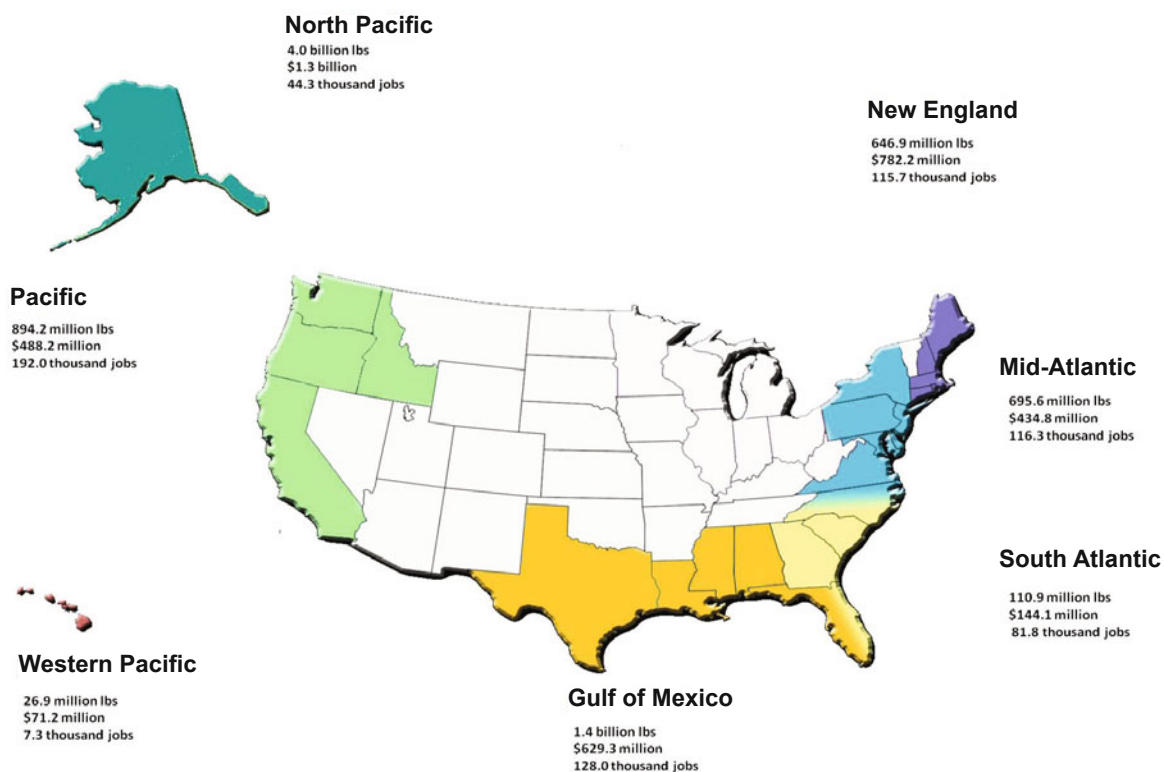 North Pacific
4.0 billion lbs
$1.3 billion
44.3 thousand jobs
New England
646.9 million lbs
$782.2 million
115.7 thousand jobs
Pacific
894.2 million lbs
$488.2 million
192.0 thousand jobs
Mid-Atlantic
695.6 million lbs
$434.8 million
116.3 thousand jobs
South Atlantic
110.9 million lbs
$144.1 million
81.8 thousand jobs
Western Pacific
26.9 million lbs
$71.2 million
7.3 thousand jobs
Gulf of Mexico
1.4 billion lbs
$629.3 million
128.0 thousand jobs